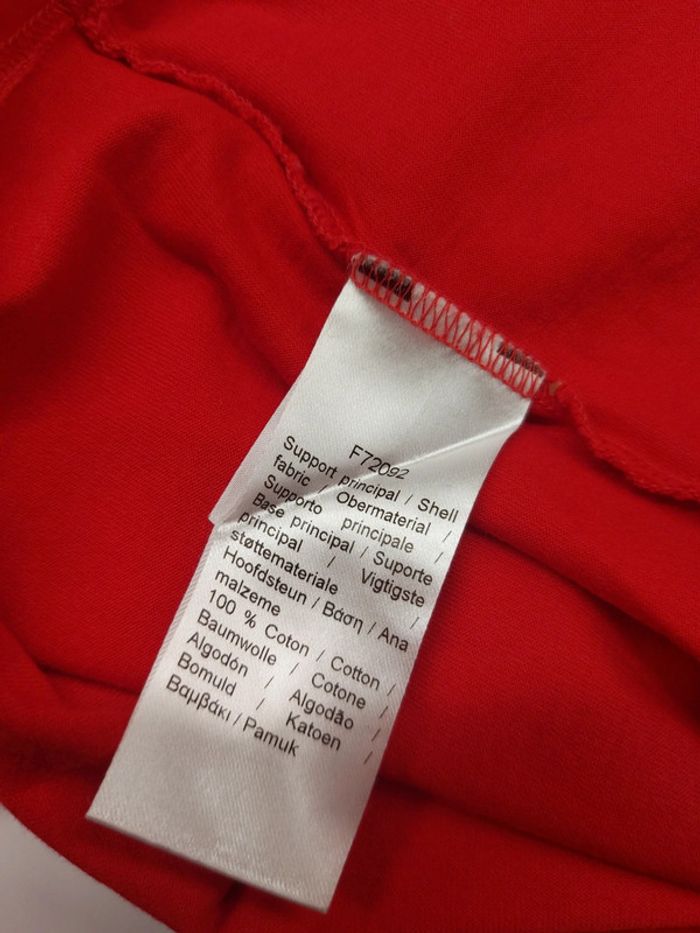 F72092
Support principal / Shell
fabric / Obermaterial /
Supporto principale /
Base principal / Suporte
principal / Vigtigste
støttemateriale /
Hoofdsteun / Βάση / Ana
malzeme
100 % Coton / Cotton /
Baumwolle / Cotone /
Algodón / Algodão /
Bomuld / Katoen /
Βαμβάκι / Pamuk